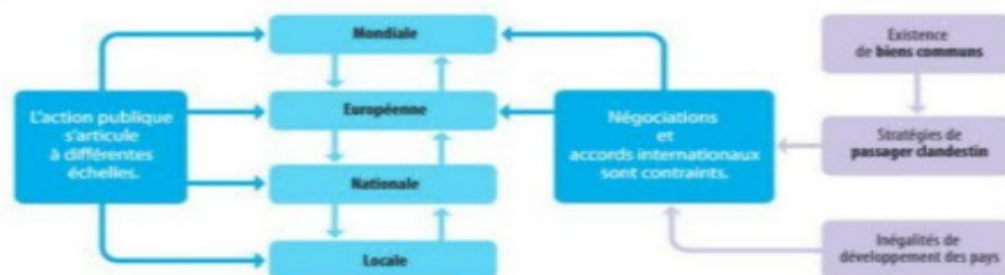 L'action publique
s'articule
à différentes
échelles.
Mondiale
Européenne
Nationale
Locale
Négociations
et
accords internationaux
sont contraints.
Existence
de biens communs
Stratégies de
passager clandestin
Inégalités de
développement des pays